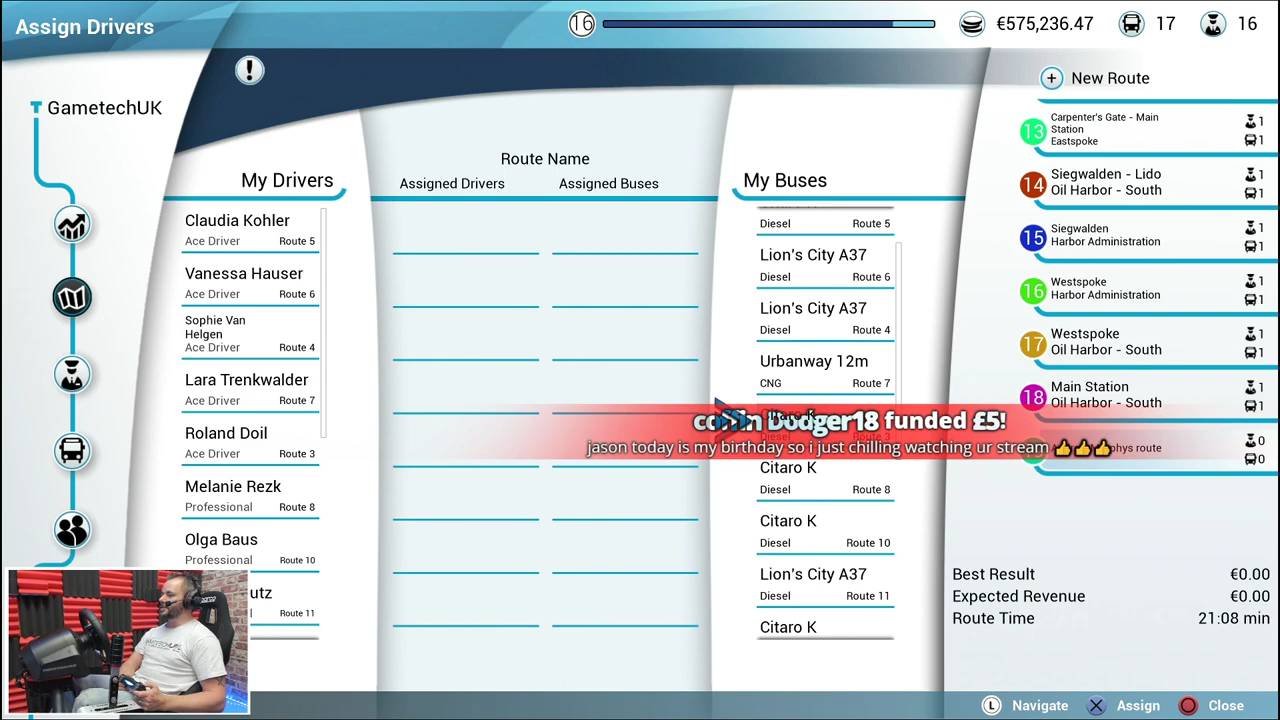 Assign Drivers
16
€575,236.47
17
16
!
GametechUK
New Route
Route Name
My Drivers
Assigned Drivers
Assigned Buses
My Buses
Claudia Kohler
Ace Driver
Route 5
Vanessa Hauser
Ace Driver
Route 6
Sophie Van
Helgen
Ace Driver
Route 4
Lara Trenkwalder
Ace Driver
Route 7
Roland Doil
Ace Driver
Route 3
Melanie Rezk
Professional
Route 8
Olga Baus
Professional
Route 10
utz
Route 11
Diesel
Route 5
Lion's City A37
Diesel
Route 6
Lion's City A37
Diesel
Route 4
Urbanway 12m
CNG
Route 7
Citaro K
Diesel
Route 3
Citaro K
Diesel
Route 8
Citaro K
Diesel
Route 10
Lion's City A37
Diesel
Route 11
Citaro K
coffin Dodger18 funded £5!
jason today is my birthday so i just chilling watching ur stream 👍👍👍
13
Carpenter's Gate - Main
Station
Eastspoke
1
1
14
Siegwalden - Lido
Oil Harbor - South
1
1
15
Siegwalden
Harbor Administration
1
1
16
Westspoke
Harbor Administration
1
1
17
Westspoke
Oil Harbor - South
1
1
18
Main Station
Oil Harbor - South
1
1
phys route
0
0
Best Result
€0.00
Expected Revenue
€0.00
Route Time
21:08 min
L Navigate
Assign
Close